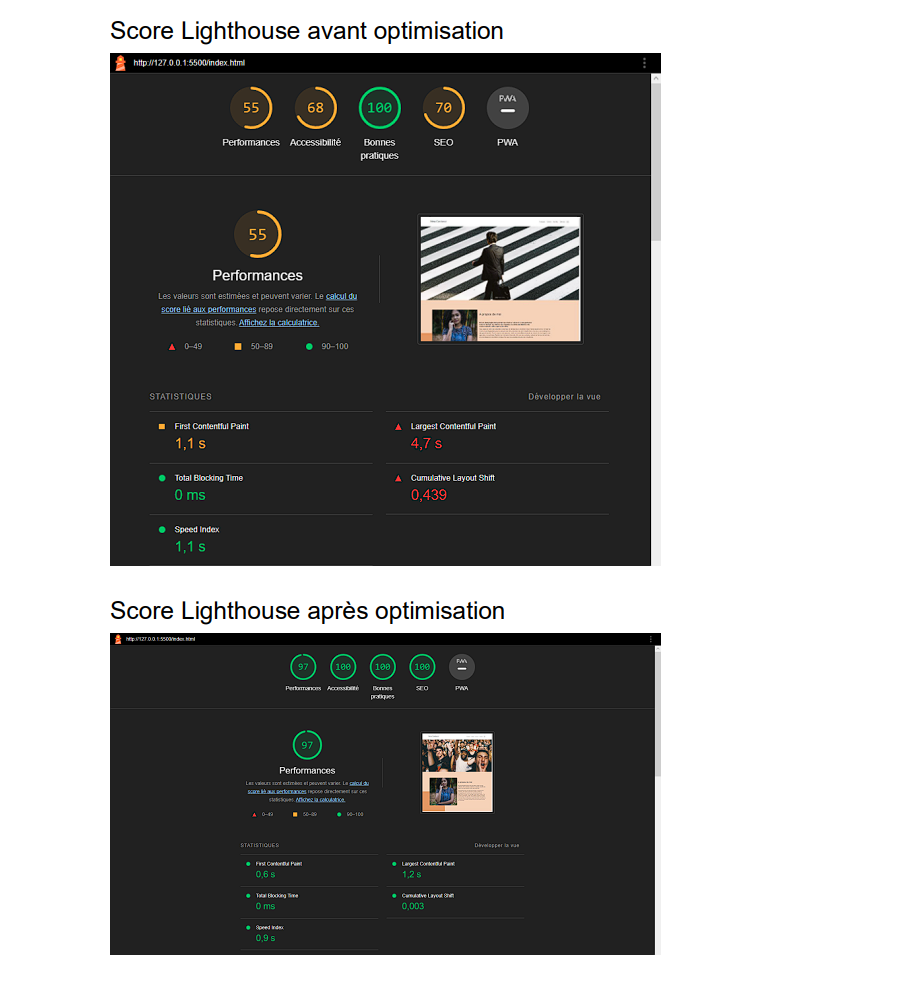 Score Lighthouse avant optimisation
http://127.0.0.1:5500/index.html
55
68
100
70
PWA
Performances
Accessibilité
Bonnes
pratiques
SEO
PWA
55
Performances
Les valeurs sont estimées et peuvent varier. Le calcul du
score lié aux performances repose directement sur ces
statistiques. Affichez la calculatrice.
0–49
50–89
90–100
STATISTIQUES
Développer la vue
First Contentful Paint
1,1 s
Largest Contentful Paint
4,7 s
Total Blocking Time
0 ms
Cumulative Layout Shift
0,439
Speed Index
1,1 s
Score Lighthouse après optimisation
http://127.0.0.1:5500/index.html
97
100
100
100
PWA
Performances
Accessibilité
Bonnes
pratiques
SEO
PWA
97
Performances
Les valeurs sont estimées et peuvent varier. Le calcul du
score lié aux performances repose directement sur ces
statistiques. Affichez la calculatrice.
0–49
50–89
90–100
STATISTIQUES
Développer la vue
First Contentful Paint
0,6 s
Largest Contentful Paint
1,2 s
Total Blocking Time
0 ms
Cumulative Layout Shift
0,003
Speed Index
0,9 s